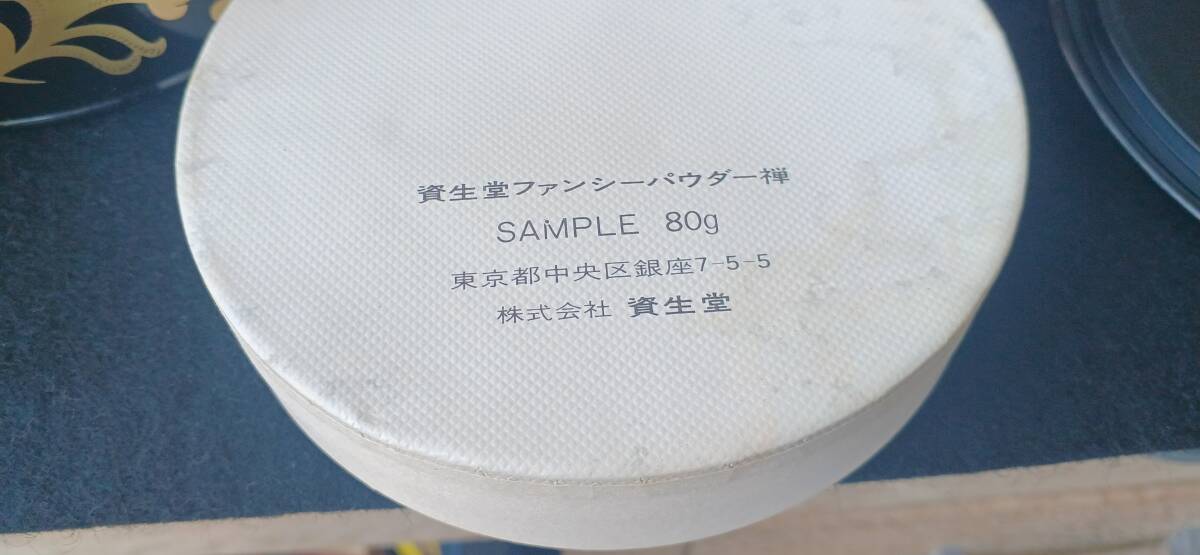 資生堂ファンシーパウダー禅
SAMPLE 80g
東京都中央区銀座7-5-5
株式会社 資生堂